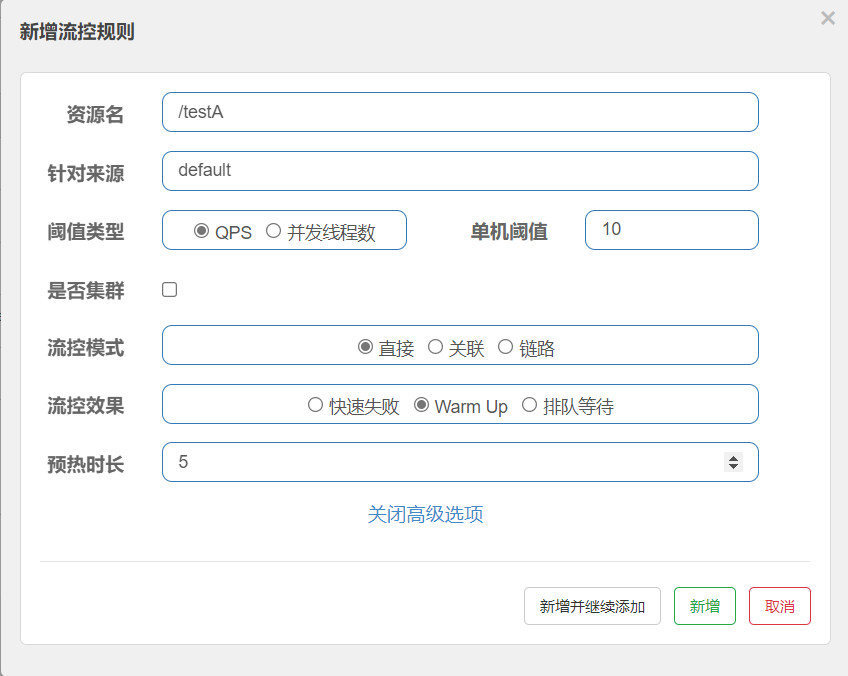 新增流控规则 ×
资源名 /testA
针对来源 default
阈值类型 QPS 并发线程数 单机阈值 10
是否集群
流控模式 直接 关联 链路
流控效果 快速失败 Warm Up 排队等待
预热时长 5
关闭高级选项
新增并继续添加 新增 取消